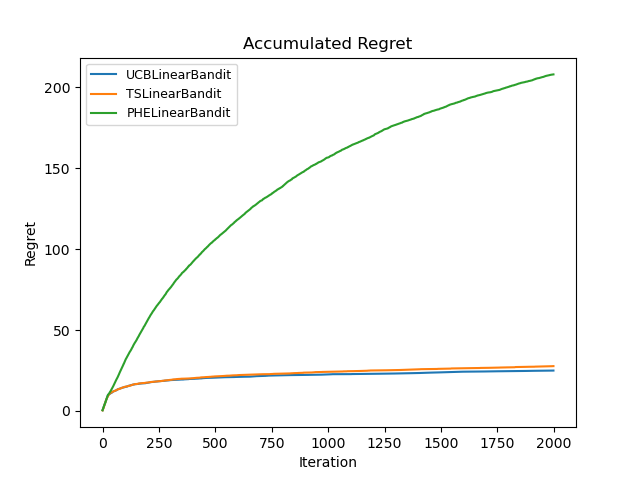 Accumulated Regret
UCBLinearBandit
TSLinearBandit
PHELinearBandit
200
150
100
50
0
Regret
0 250 500 750 1000 1250 1500 1750 2000
Iteration